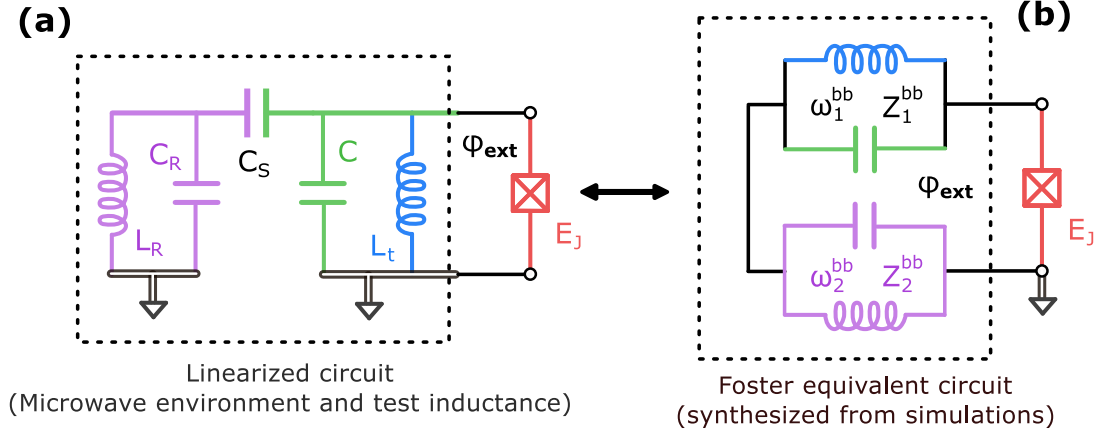 (a)
(b)
C_R
C_S
C
φ_ext
E_J
L_R
L_t
ω_1^bb Z_1^bb
φ_ext
E_J
ω_2^bb Z_2^bb
Linearized circuit
(Microwave environment and test inductance)
Foster equivalent circuit
(synthesized from simulations)